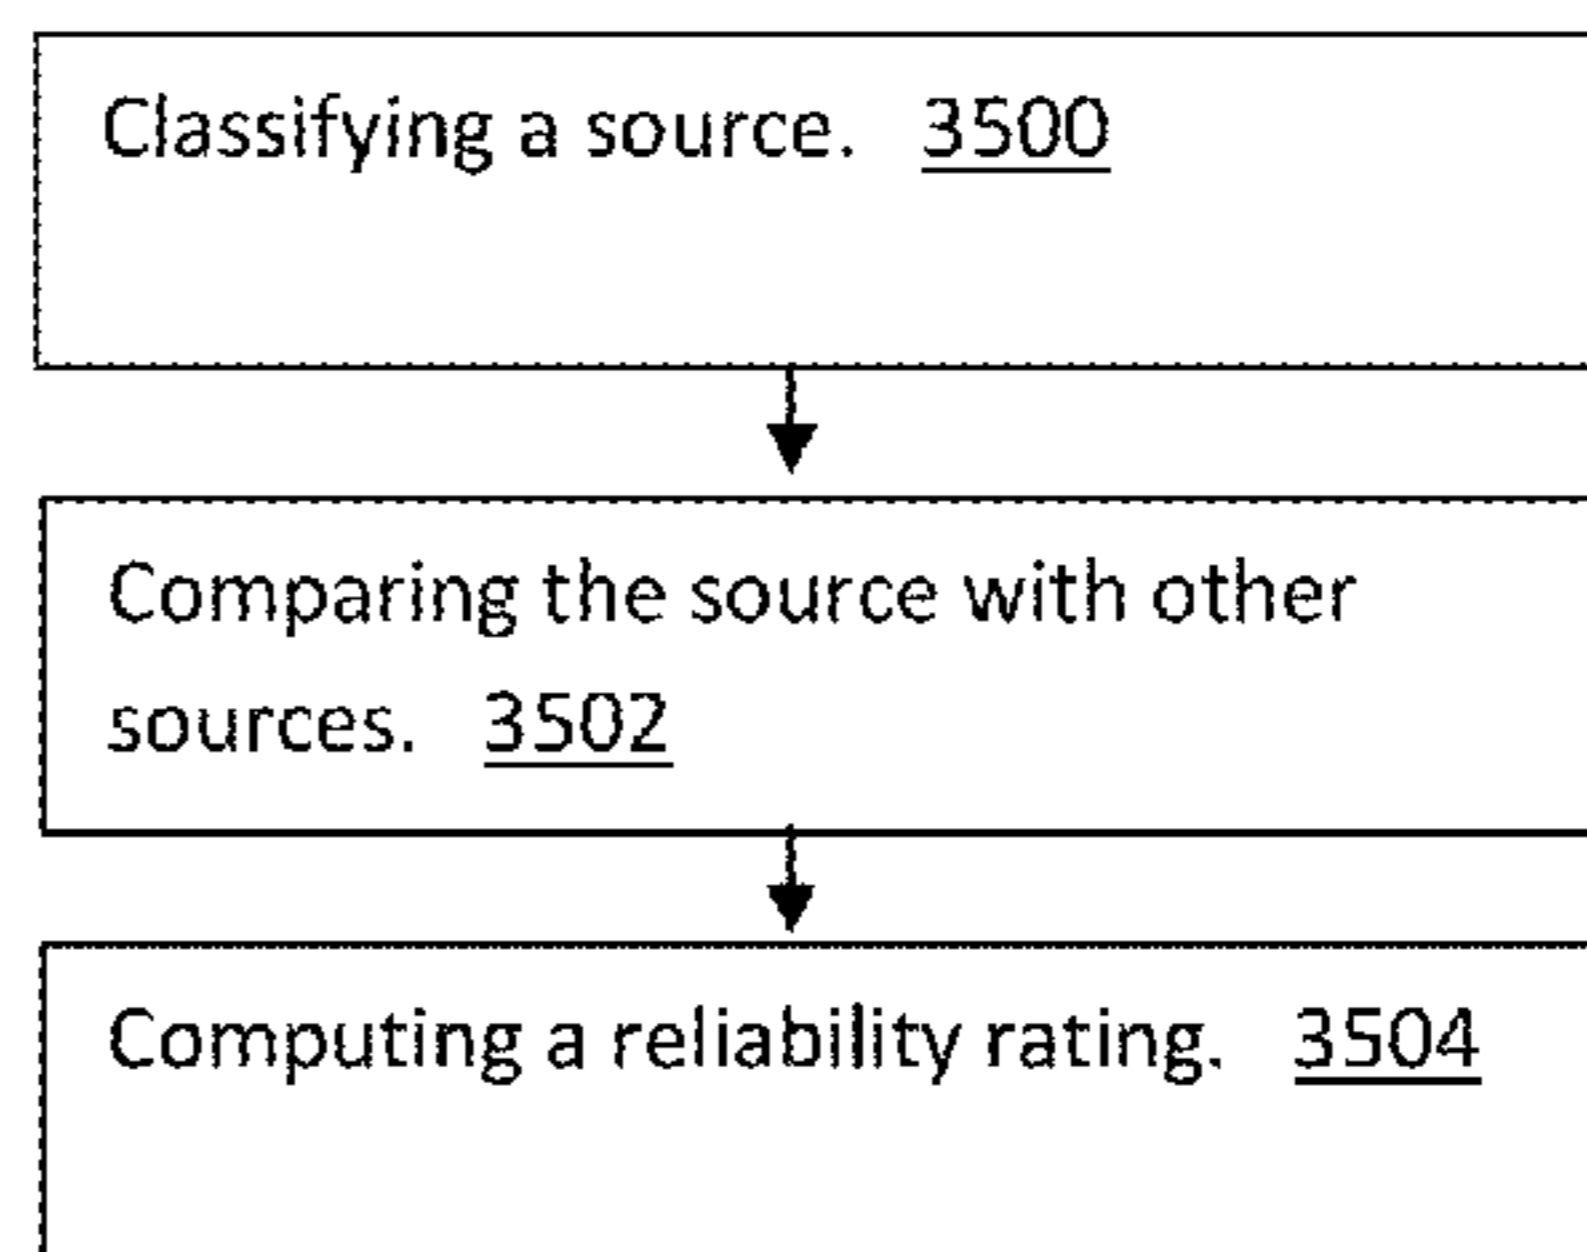 Classifying a source. 3500
Comparing the source with other
sources. 3502
Computing a reliability rating. 3504